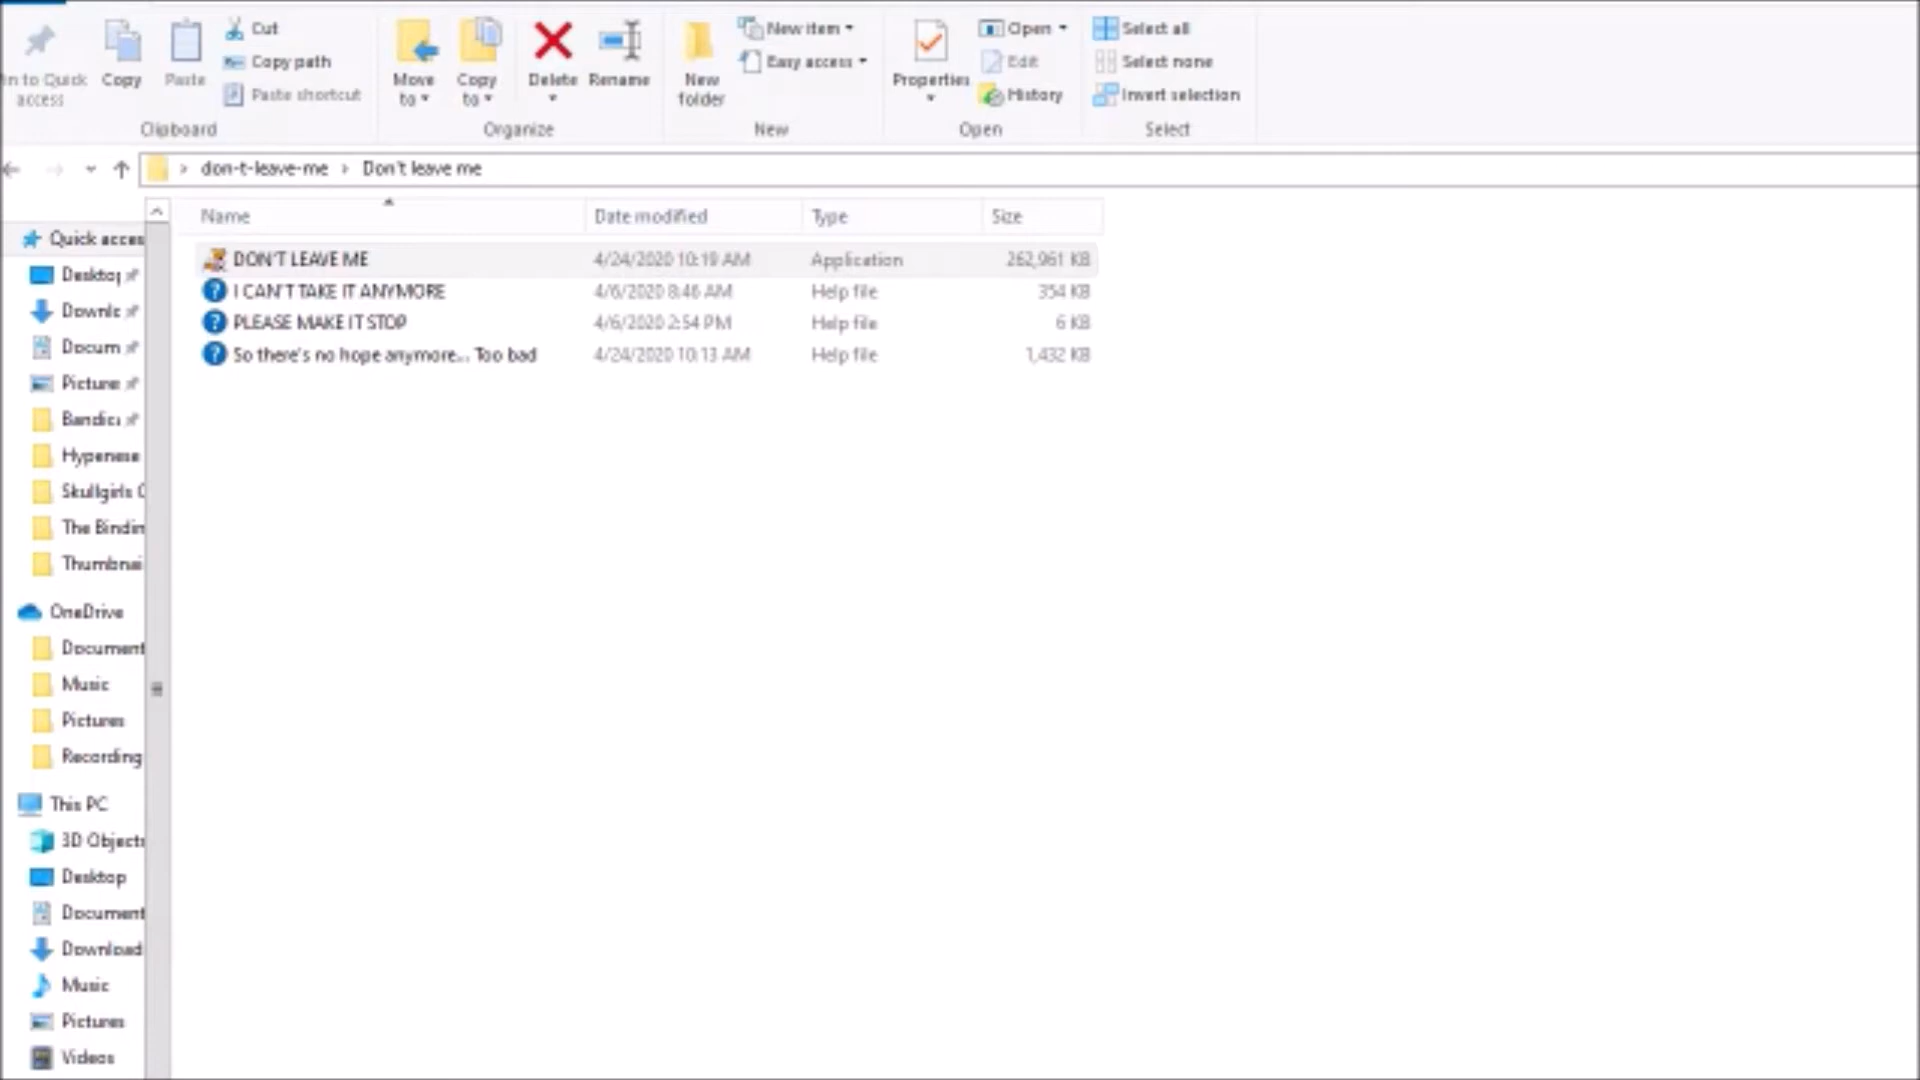 Cut
New item
Open
Select all
Copy path
Easy access
Edit
Select none
in to Quick
access
Copy
Paste
Paste shortcut
Move
to
Copy
to
Delete
Rename
New
folder
Properties
History
Invert selection
Clipboard
Organize
New
Open
Select
don-t-leave-me > Don't leave me
Name
Date modified
Type
Size
DON'T LEAVE ME 4/24/2020 10:19 AM Application 262,961 KB
I CAN'T TAKE IT ANYMORE 4/6/2020 8:46 AM Help file 354 KB
PLEASE MAKE IT STOP 4/6/2020 2:54 PM Help file 6 KB
So there's no hope anymore... Too bad 4/24/2020 10:13 AM Help file 1,432 KB
Quick acces
Desktop
Downlc
Docum
Picture
Bandica
Hypenese
Skullgirls C
The Bindin
Thumbnai
OneDrive
Document
Music
Pictures
Recording
This PC
3D Objects
Desktop
Document
Download
Music
Pictures
Videos